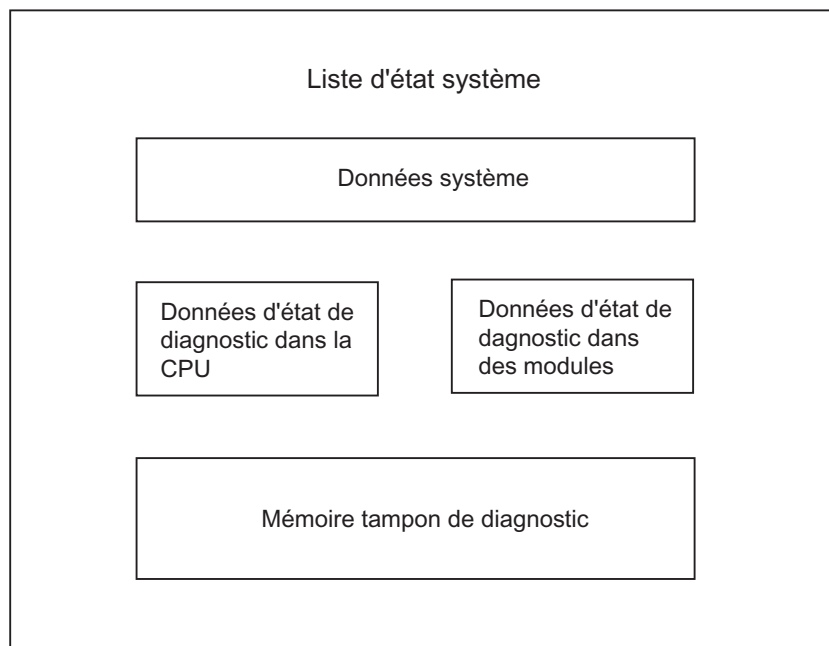 Liste d'état système
Données système
Données d'état de
diagnostic dans la
CPU
Données d'état de
dagnostic dans
des modules
Mémoire tampon de diagnostic